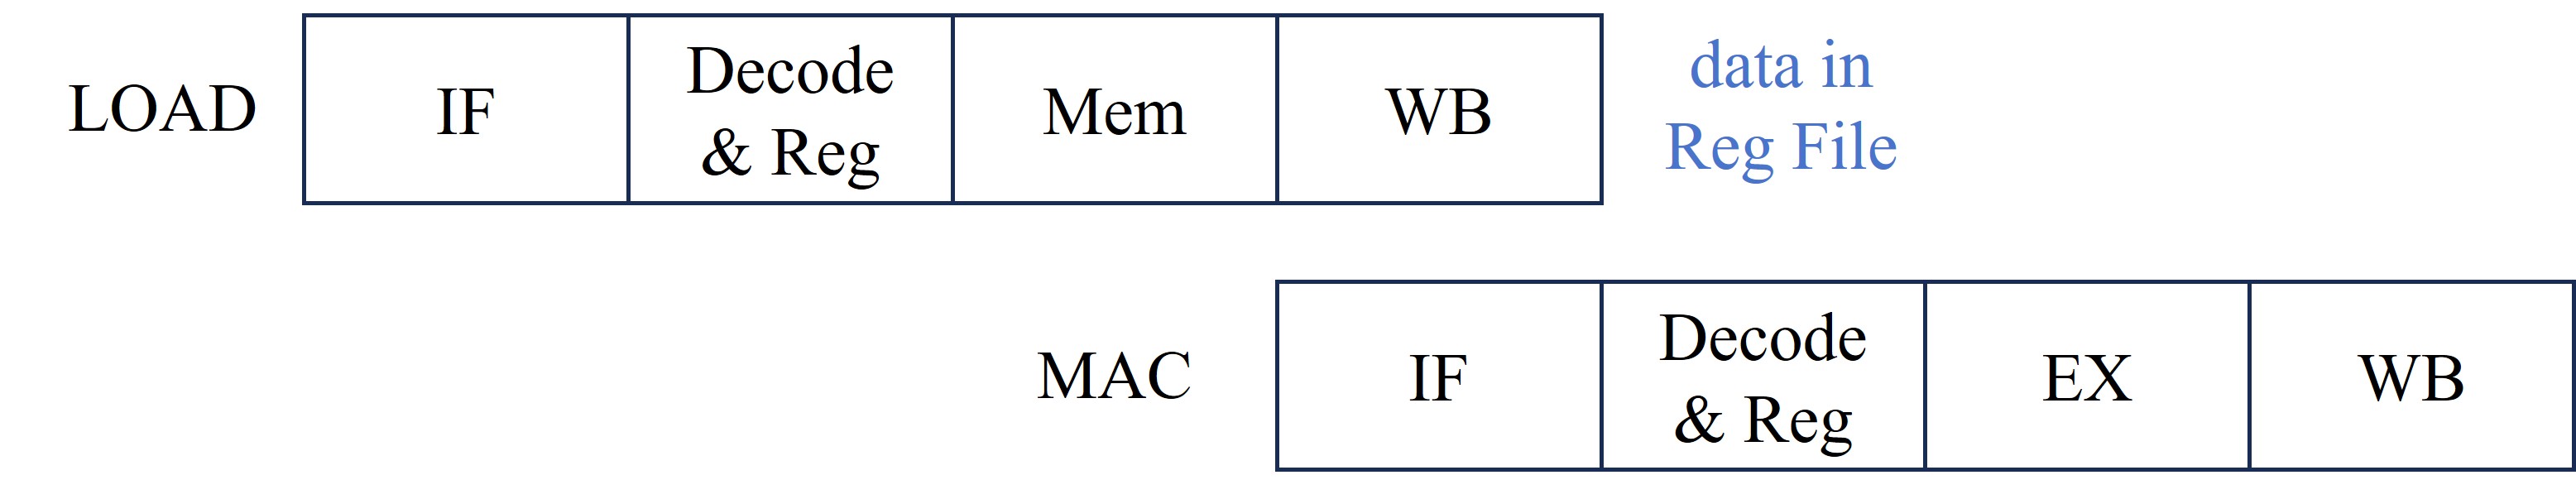 LOAD
IF
Decode
& Reg
Mem
WB
data in
Reg File
MAC
IF
Decode
& Reg
EX
WB